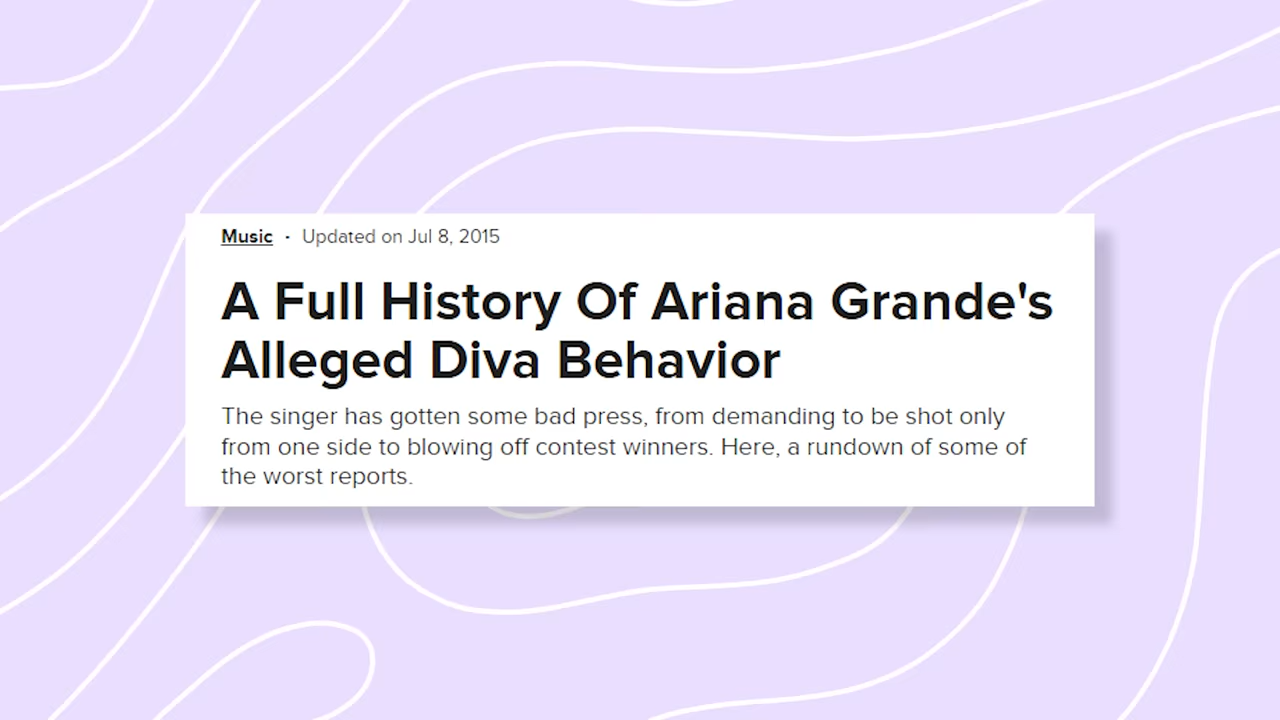 Music · Updated on Jul 8, 2015
A Full History Of Ariana Grande's
Alleged Diva Behavior
The singer has gotten some bad press, from demanding to be shot only
from one side to blowing off contest winners. Here, a rundown of some of
the worst reports.